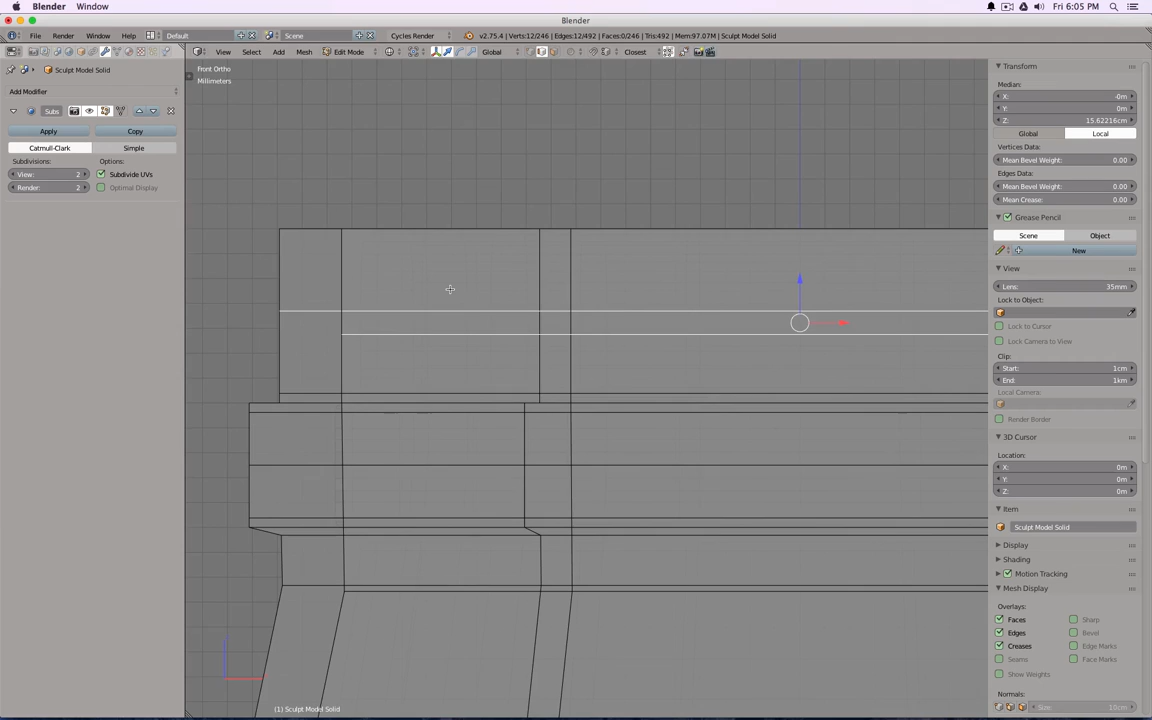 Blender Window Fri 6:05 PM
Blender
File Render Window Help Default Scene Cycles Render v2.75.4 | Verts:12/246 | Edges:12/492 | Faces:0/246 | Tris:492 | Mem:97.07M | Sculpt Model Solid
View Select Add Mesh Edit Mode Global Closest
Sculpt Model Solid
Add Modifier
Subs
Apply Copy
Catmull-Clark Simple
Subdivisions: Options:
View: 2 Subdivide UVs
Render: 2 Optimal Display
Front Ortho
Millimeters
(1) Sculpt Model Solid
Transform
Median:
X: -0m
Y: 0m
Z: 15.62216cm
Global Local
Vertices Data:
Mean Bevel Weight: 0.00
Edges Data:
Mean Bevel Weight: 0.00
Mean Crease: 0.00
Grease Pencil
Scene Object
New
View
Lens: 35mm
Lock to Object:
Lock to Cursor
Lock Camera to View
Clip:
Start: 1cm
End: 1km
Local Camera:
Render Border
3D Cursor
Location:
X: 0m
Y: 0m
Z: 0m
Item
Sculpt Model Solid
Display
Shading
Motion Tracking
Mesh Display
Overlays:
Faces Sharp
Edges Bevel
Creases Edge Marks
Seams Face Marks
Show Weights
Normals:
Size: 10cm